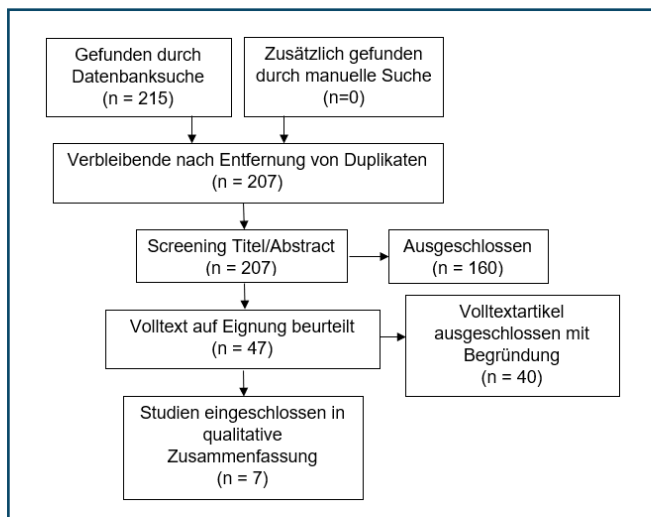 Gefunden durch
Datenbanksuche
(n = 215)
Zusätzlich gefunden
durch manuelle Suche
(n=0)
Verbleibende nach Entfernung von Duplikaten
(n = 207)
Screening Titel/Abstract
(n = 207)
Ausgeschlossen
(n = 160)
Volltext auf Eignung beurteilt
(n = 47)
Volltextartikel
ausgeschlossen mit
Begründung
(n = 40)
Studien eingeschlossen in
qualitative
Zusammenfassung
(n = 7)